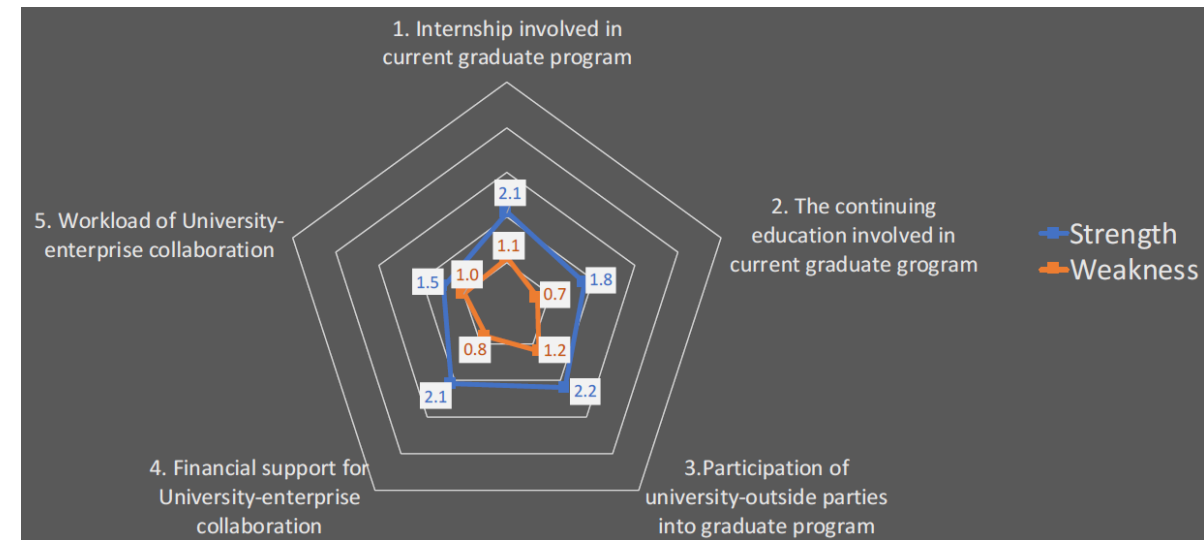 1. Internship involved in
current graduate program
2.1
1.1
2. The continuing
education involved in
current graduate grogram
5. Workload of University-
enterprise collaboration
1.5
1.0
0.7
1.8
Strength
Weakness
0.8
1.2
2.1
2.2
4. Financial support for
University-enterprise
collaboration
3.Participation of
university-outside parties
into graduate program